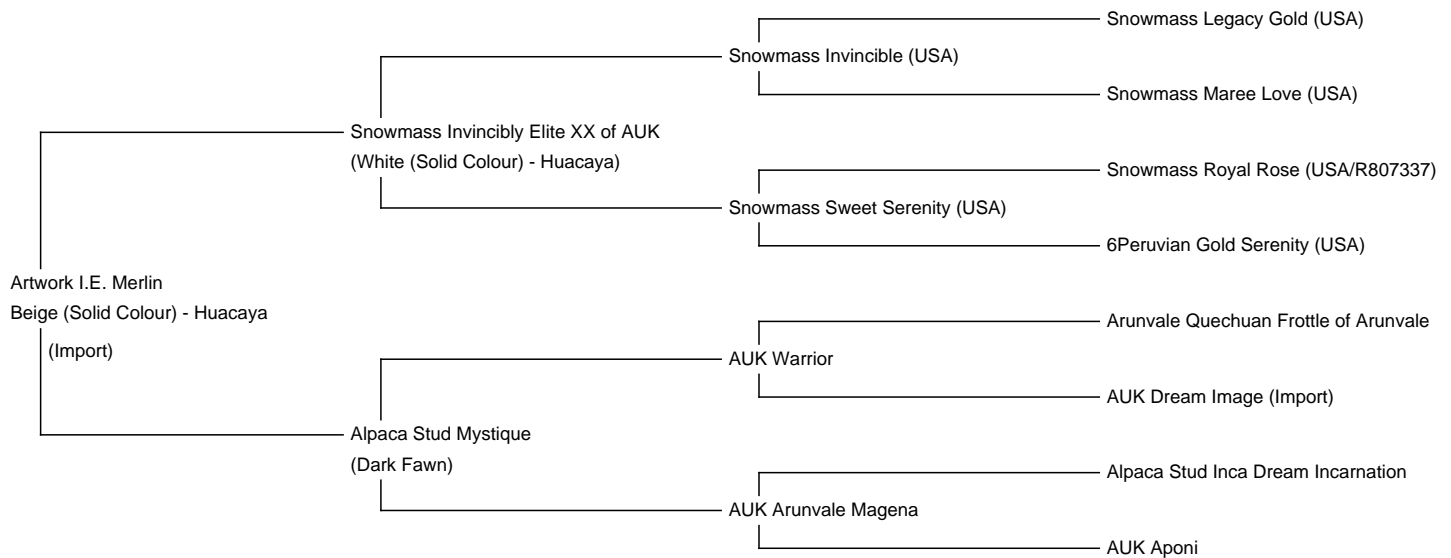 Snowmass Legacy Gold (USA)
Snowmass Invincible (USA)
Snowmass Maree Love (USA)
Snowmass Invincibly Elite XX of AUK
(White (Solid Colour) - Huacaya)
Snowmass Royal Rose (USA/R807337)
Snowmass Sweet Serenity (USA)
6Peruvian Gold Serenity (USA)
Artwork I.E. Merlin
Beige (Solid Colour) - Huacaya
(Import)
Arunvale Quechuan Frottle of Arunvale
AUK Warrior
AUK Dream Image (Import)
Alpaca Stud Mystique
(Dark Fawn)
Alpaca Stud Inca Dream Incarnation
AUK Arunvale Magena
AUK Aponi